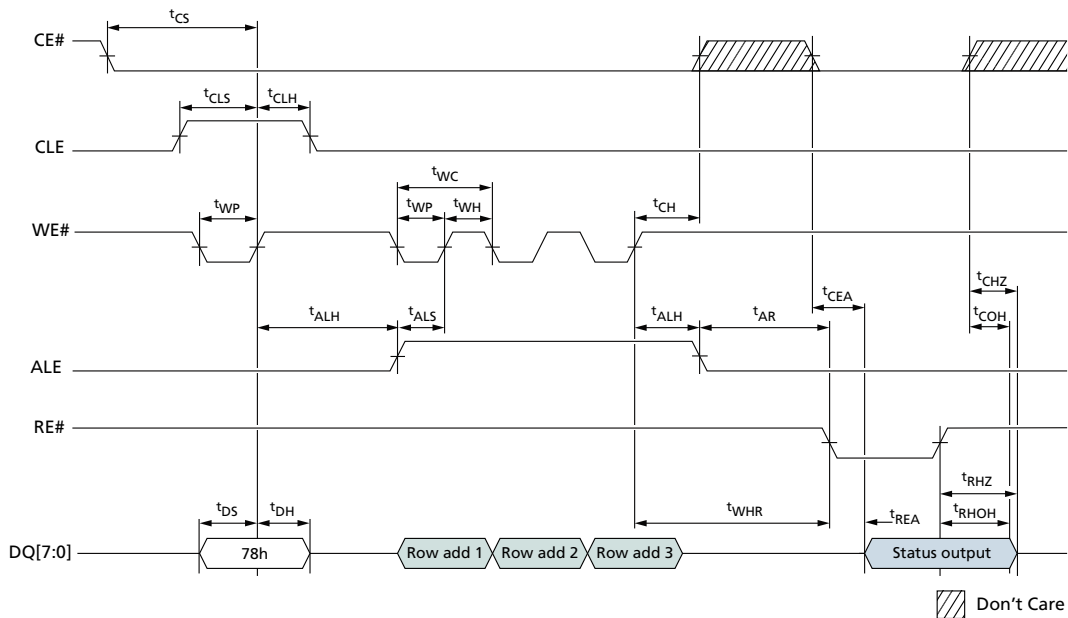 tCS
CE#
tCLS
tCLH
CLE
tWC
tWP
tWP
tWH
tCH
WE#
tCEA
tCHZ
tALH
tALS
tALH
tAR
tCOH
ALE
RE#
tRHZ
tDS
tDH
tWHR
tREA
tRHOH
DQ[7:0]
78h
Row add 1
Row add 2
Row add 3
Status output
Don't Care